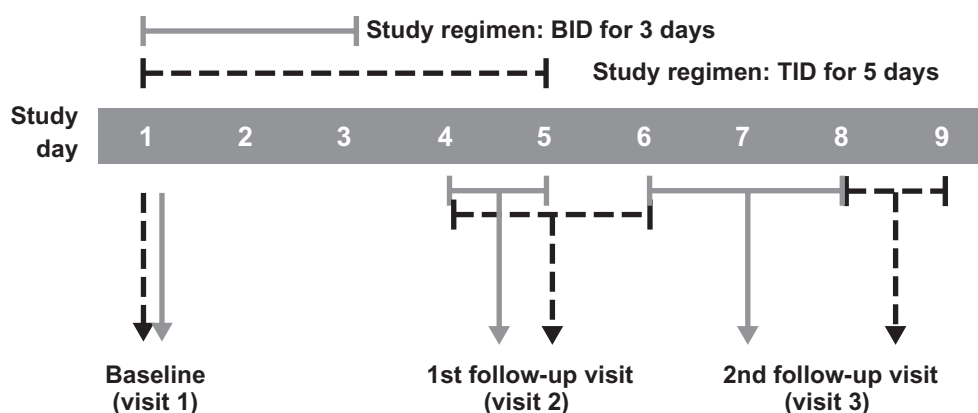 Study regimen: BID for 3 days
Study regimen: TID for 5 days
Study
day
1 2 3 4 5 6 7 8 9
Baseline
(visit 1)
1st follow-up visit
(visit 2)
2nd follow-up visit
(visit 3)